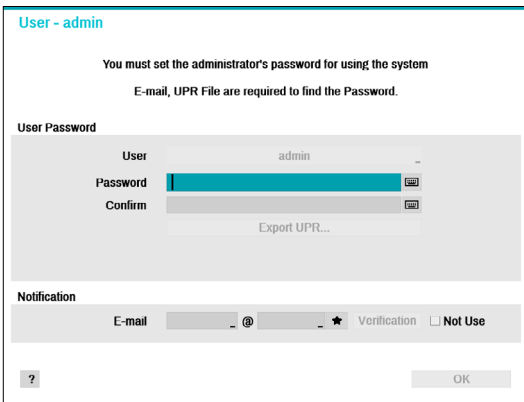 User - admin
You must set the administrator's password for using the system
E-mail, UPR File are required to find the Password.
User Password
User admin
Password
Confirm
Export UPR...
Notification
E-mail @ Verification Not Use
? OK